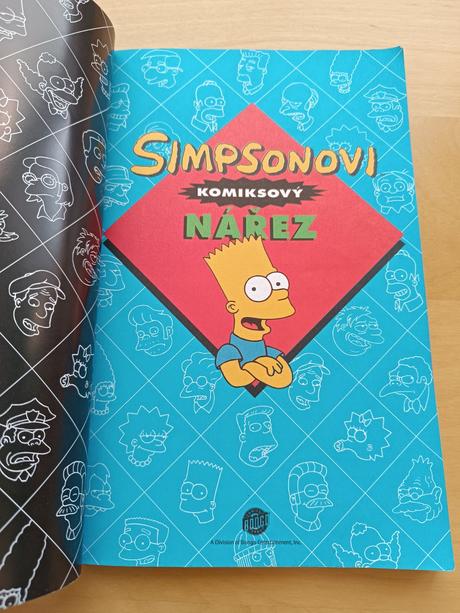 SIMPSONOVI
KOMIKSOVÝ
NÁŘEZ
BONGO
A Division of Bongo Entertainment, Inc.